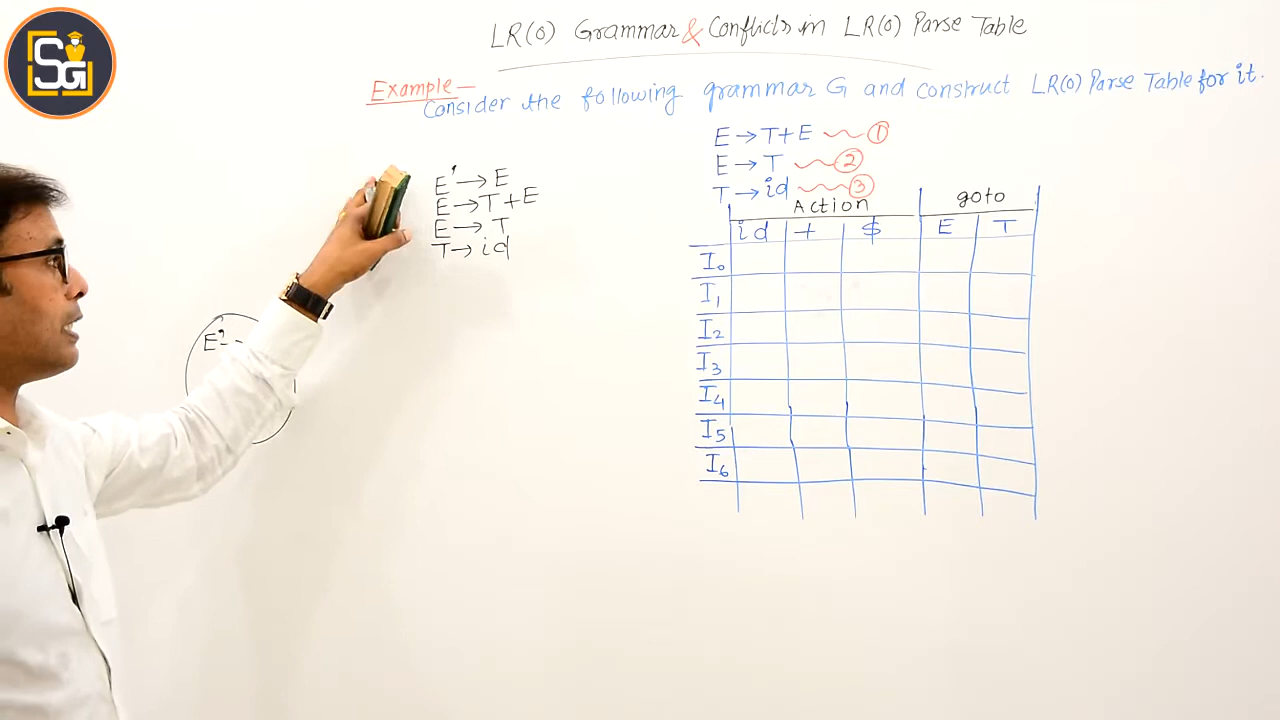 SG
LR(0) Grammar & Conflicts in LR(0) Parse Table
Example-
Consider the following grammar G and construct LR(0) Parse Table for it.
E → T+E ①
E → T ②
T → id ③
E' → E
E → T + E
E → T
T → id
E' -
Action goto
id + $ E T
I₀
I₁
I₂
I₃
I₄
I₅
I₆